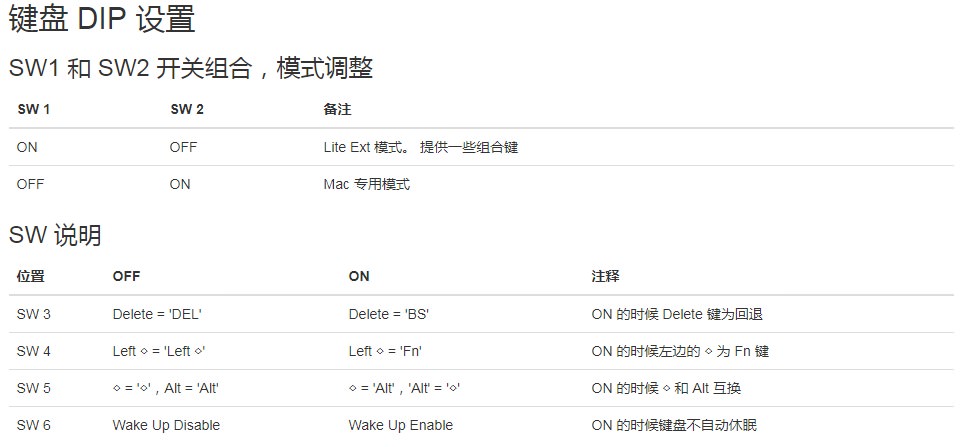 键盘 DIP 设置
SW1 和 SW2 开关组合，模式调整
SW 1 SW 2 备注
ON OFF Lite Ext 模式。 提供一些组合键
OFF ON Mac 专用模式
SW 说明
位置 OFF ON 注释
SW 3 Delete = 'DEL' Delete = 'BS' ON 的时候 Delete 键为回退
SW 4 Left ⋄ = 'Left ⋄' Left ⋄ = 'Fn' ON 的时候左边的 ⋄ 为 Fn 键
SW 5 ⋄ = '⋄'，Alt = 'Alt' ⋄ = 'Alt'，'Alt' = '⋄' ON 的时候 ⋄ 和 Alt 互换
SW 6 Wake Up Disable Wake Up Enable ON 的时候键盘不自动休眠